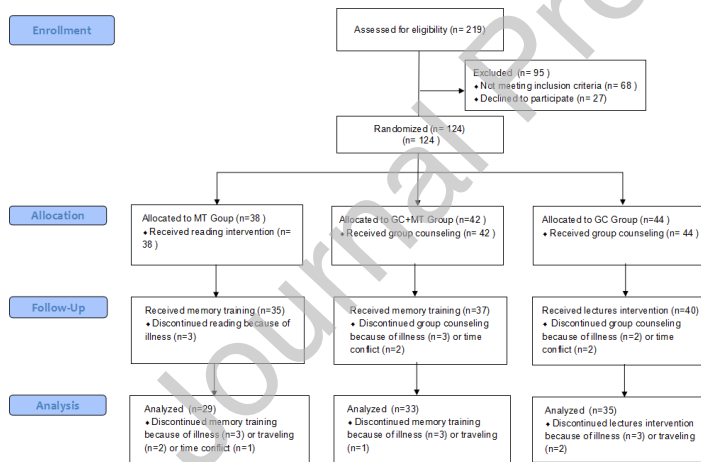 Enrollment
Assessed for eligibility (n= 219)
Excluded (n= 95 )
⬥ Not meeting inclusion criteria (n= 68 )
⬥ Declined to participate (n= 27)
Randomized (n= 124)
(n= 124 )
Allocation
Allocated to MT Goup (n=38 )
⬥ Received reading intervention (n=
38 )
Allocated to GC+MT Group (n=42 )
⬥ Received group counseling (n= 42 )
Allocated to GC Group (n=44 )
⬥ Received group counseling (n= 44 )
Follow-Up
Received memory training (n=35)
⬥ Discontinued reading because of
illness (n=3)
Received memory training (n=37)
⬥ Discontinued group counseling
because of illness (n=3) or time
conflict (n=2)
Received lectures intervention (n=40)
⬥ Discontinued group counseling
because of illness (n=2) or time
conflict (n=2)
Analysis
Analyzed (n=29)
⬥ Discontinued memory training
because of illness (n=3) or traveling
(n=2) or time conflict (n=1)
Analyzed (n=33)
⬥ Discontinued memory training
because of illness (n=3) or traveling
(n=1)
Analyzed (n=35)
⬥ Discontinued lectures intervention
because of illness (n=3) or traveling
(n=2)
Journal Pre